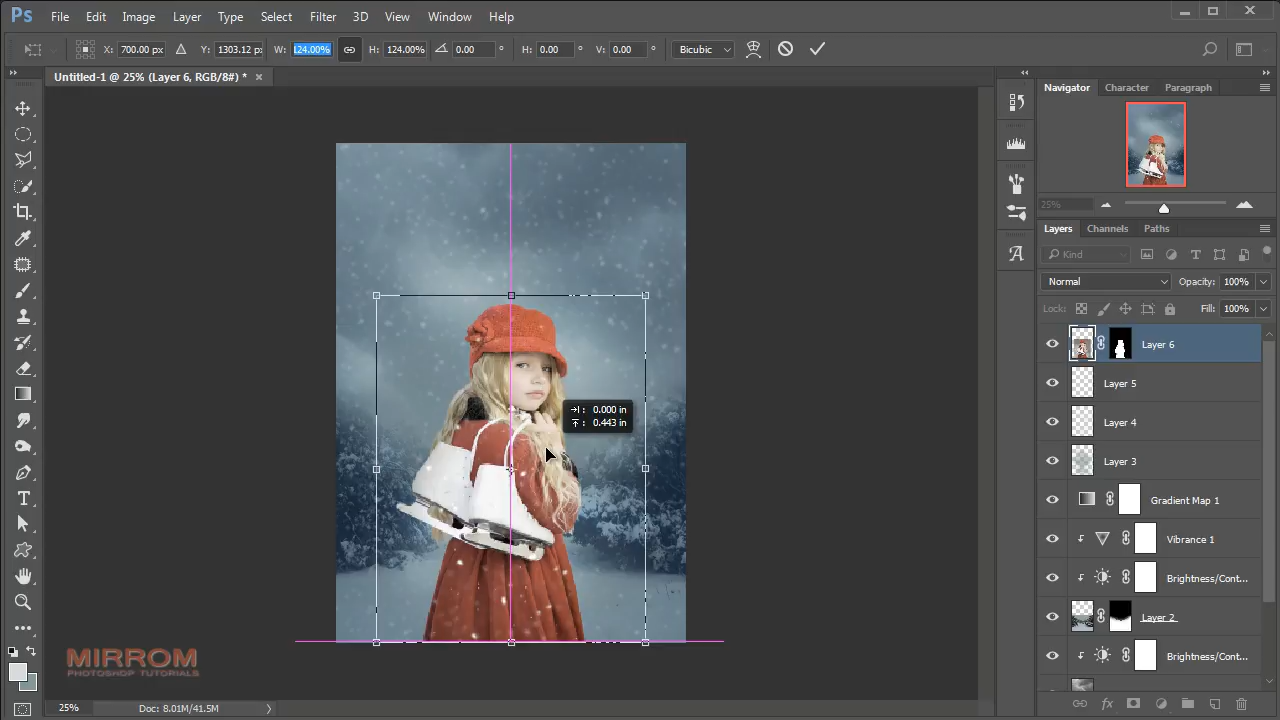 Ps File Edit Image Layer Type Select Filter 3D View Window Help
X: 700.00 px Y: 1303.12 px W: 124.00% H: 124.00% 0.00 ° H: 0.00 ° V: 0.00 ° Bicubic
Untitled-1 @ 25% (Layer 6, RGB/8#) * ×
Navigator Character Paragraph
25%
Layers Channels Paths
Kind
Normal Opacity: 100%
Lock: Fill: 100%
Layer 6
Layer 5
Layer 4
Layer 3
Gradient Map 1
Vibrance 1
Brightness/Cont...
Layer 2
Brightness/Cont...
0.000 in
0.443 in
MIRROM
PHOTOSHOP TUTORIALS
25% Doc: 8.01M/41.5M